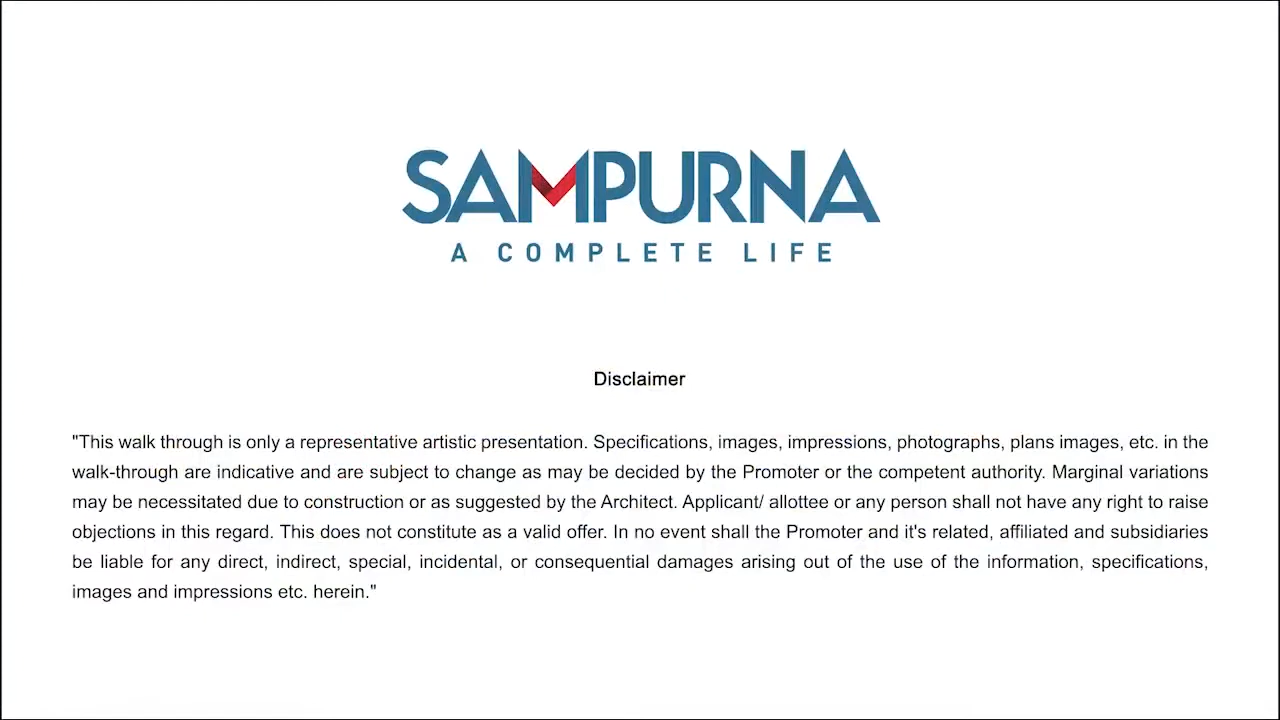 SAMPURNA
A COMPLETE LIFE
Disclaimer
"This walk through is only a representative artistic presentation. Specifications, images, impressions, photographs, plans images, etc. in the
walk-through are indicative and are subject to change as may be decided by the Promoter or the competent authority. Marginal variations
may be necessitated due to construction or as suggested by the Architect. Applicant/ allottee or any person shall not have any right to raise
objections in this regard. This does not constitute as a valid offer. In no event shall the Promoter and it's related, affiliated and subsidiaries
be liable for any direct, indirect, special, incidental, or consequential damages arising out of the use of the information, specifications,
images and impressions etc. herein."